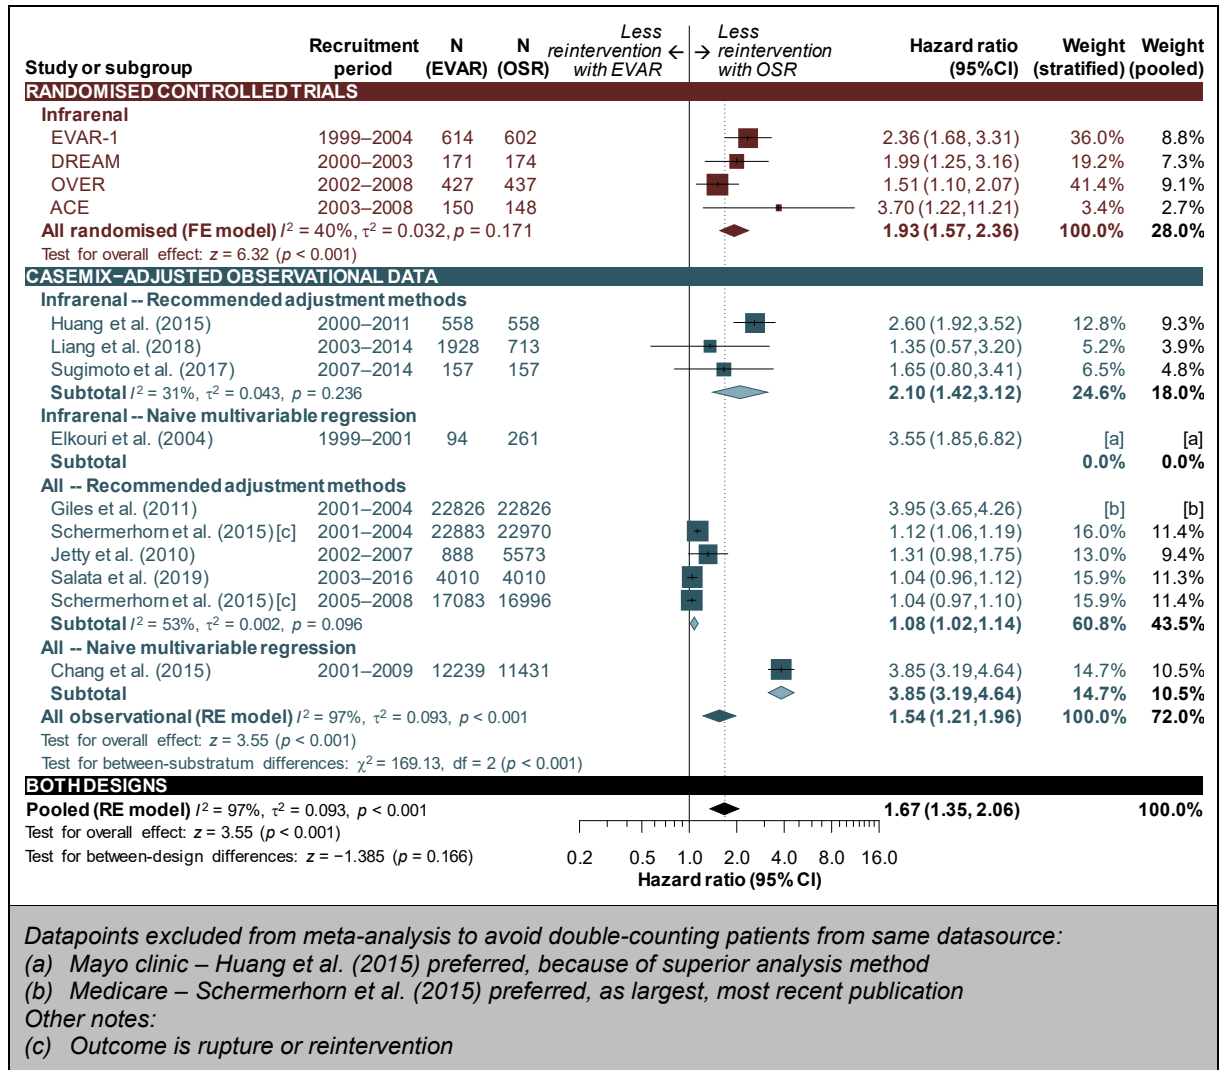 Less Less
Recruitment N N reintervention ← → reintervention Hazard ratio Weight Weight
Study or subgroup period (EVAR) (OSR) with EVAR with OSR (95%CI) (stratified) (pooled)
RANDOMISED CONTROLLED TRIALS
Infrarenal
EVAR-1 1999–2004 614 602 2.36 (1.68, 3.31) 36.0% 8.8%
DREAM 2000–2003 171 174 1.99 (1.25, 3.16) 19.2% 7.3%
OVER 2002–2008 427 437 1.51 (1.10, 2.07) 41.4% 9.1%
ACE 2003–2008 150 148 3.70 (1.22,11.21) 3.4% 2.7%
All randomised (FE model) I² = 40%, τ² = 0.032, p = 0.171 1.93 (1.57, 2.36) 100.0% 28.0%
Test for overall effect: z = 6.32 (p < 0.001)
CASEMIX−ADJUSTED OBSERVATIONAL DATA
Infrarenal -- Recommended adjustment methods
Huang et al. (2015) 2000–2011 558 558 2.60 (1.92,3.52) 12.8% 9.3%
Liang et al. (2018) 2003–2014 1928 713 1.35 (0.57,3.20) 5.2% 3.9%
Sugimoto et al. (2017) 2007–2014 157 157 1.65 (0.80,3.41) 6.5% 4.8%
Subtotal I² = 31%, τ² = 0.043, p = 0.236 2.10 (1.42,3.12) 24.6% 18.0%
Infrarenal -- Naive multivariable regression
Elkouri et al. (2004) 1999–2001 94 261 3.55 (1.85,6.82) [a] [a]
Subtotal 0.0% 0.0%
All -- Recommended adjustment methods
Giles et al. (2011) 2001–2004 22826 22826 3.95 (3.65,4.26) [b] [b]
Schermerhorn et al. (2015)[c] 2001–2004 22883 22970 1.12 (1.06,1.19) 16.0% 11.4%
Jetty et al. (2010) 2002–2007 888 5573 1.31 (0.98,1.75) 13.0% 9.4%
Salata et al. (2019) 2003–2016 4010 4010 1.04 (0.96,1.12) 15.9% 11.3%
Schermerhorn et al. (2015)[c] 2005–2008 17083 16996 1.04 (0.97,1.10) 15.9% 11.4%
Subtotal I² = 53%, τ² = 0.002, p = 0.096 1.08 (1.02,1.14) 60.8% 43.5%
All -- Naive multivariable regression
Chang et al. (2015) 2001–2009 12239 11431 3.85 (3.19,4.64) 14.7% 10.5%
Subtotal 3.85 (3.19,4.64) 14.7% 10.5%
All observational (RE model) I² = 97%, τ² = 0.093, p < 0.001 1.54 (1.21,1.96) 100.0% 72.0%
Test for overall effect: z = 3.55 (p < 0.001)
Test for between-substratum differences: χ² = 169.13, df = 2 (p < 0.001)
BOTH DESIGNS
Pooled (RE model) I² = 97%, τ² = 0.093, p < 0.001 1.67 (1.35, 2.06) 100.0%
Test for overall effect: z = 3.55 (p < 0.001)
Test for between-design differences: z = −1.385 (p = 0.166)
0.2 0.5 1.0 2.0 4.0 8.0 16.0
Hazard ratio (95% CI)
Datapoints excluded from meta-analysis to avoid double-counting patients from same datasource:
(a) Mayo clinic – Huang et al. (2015) preferred, because of superior analysis method
(b) Medicare – Schermerhorn et al. (2015) preferred, as largest, most recent publication
Other notes:
(c) Outcome is rupture or reintervention